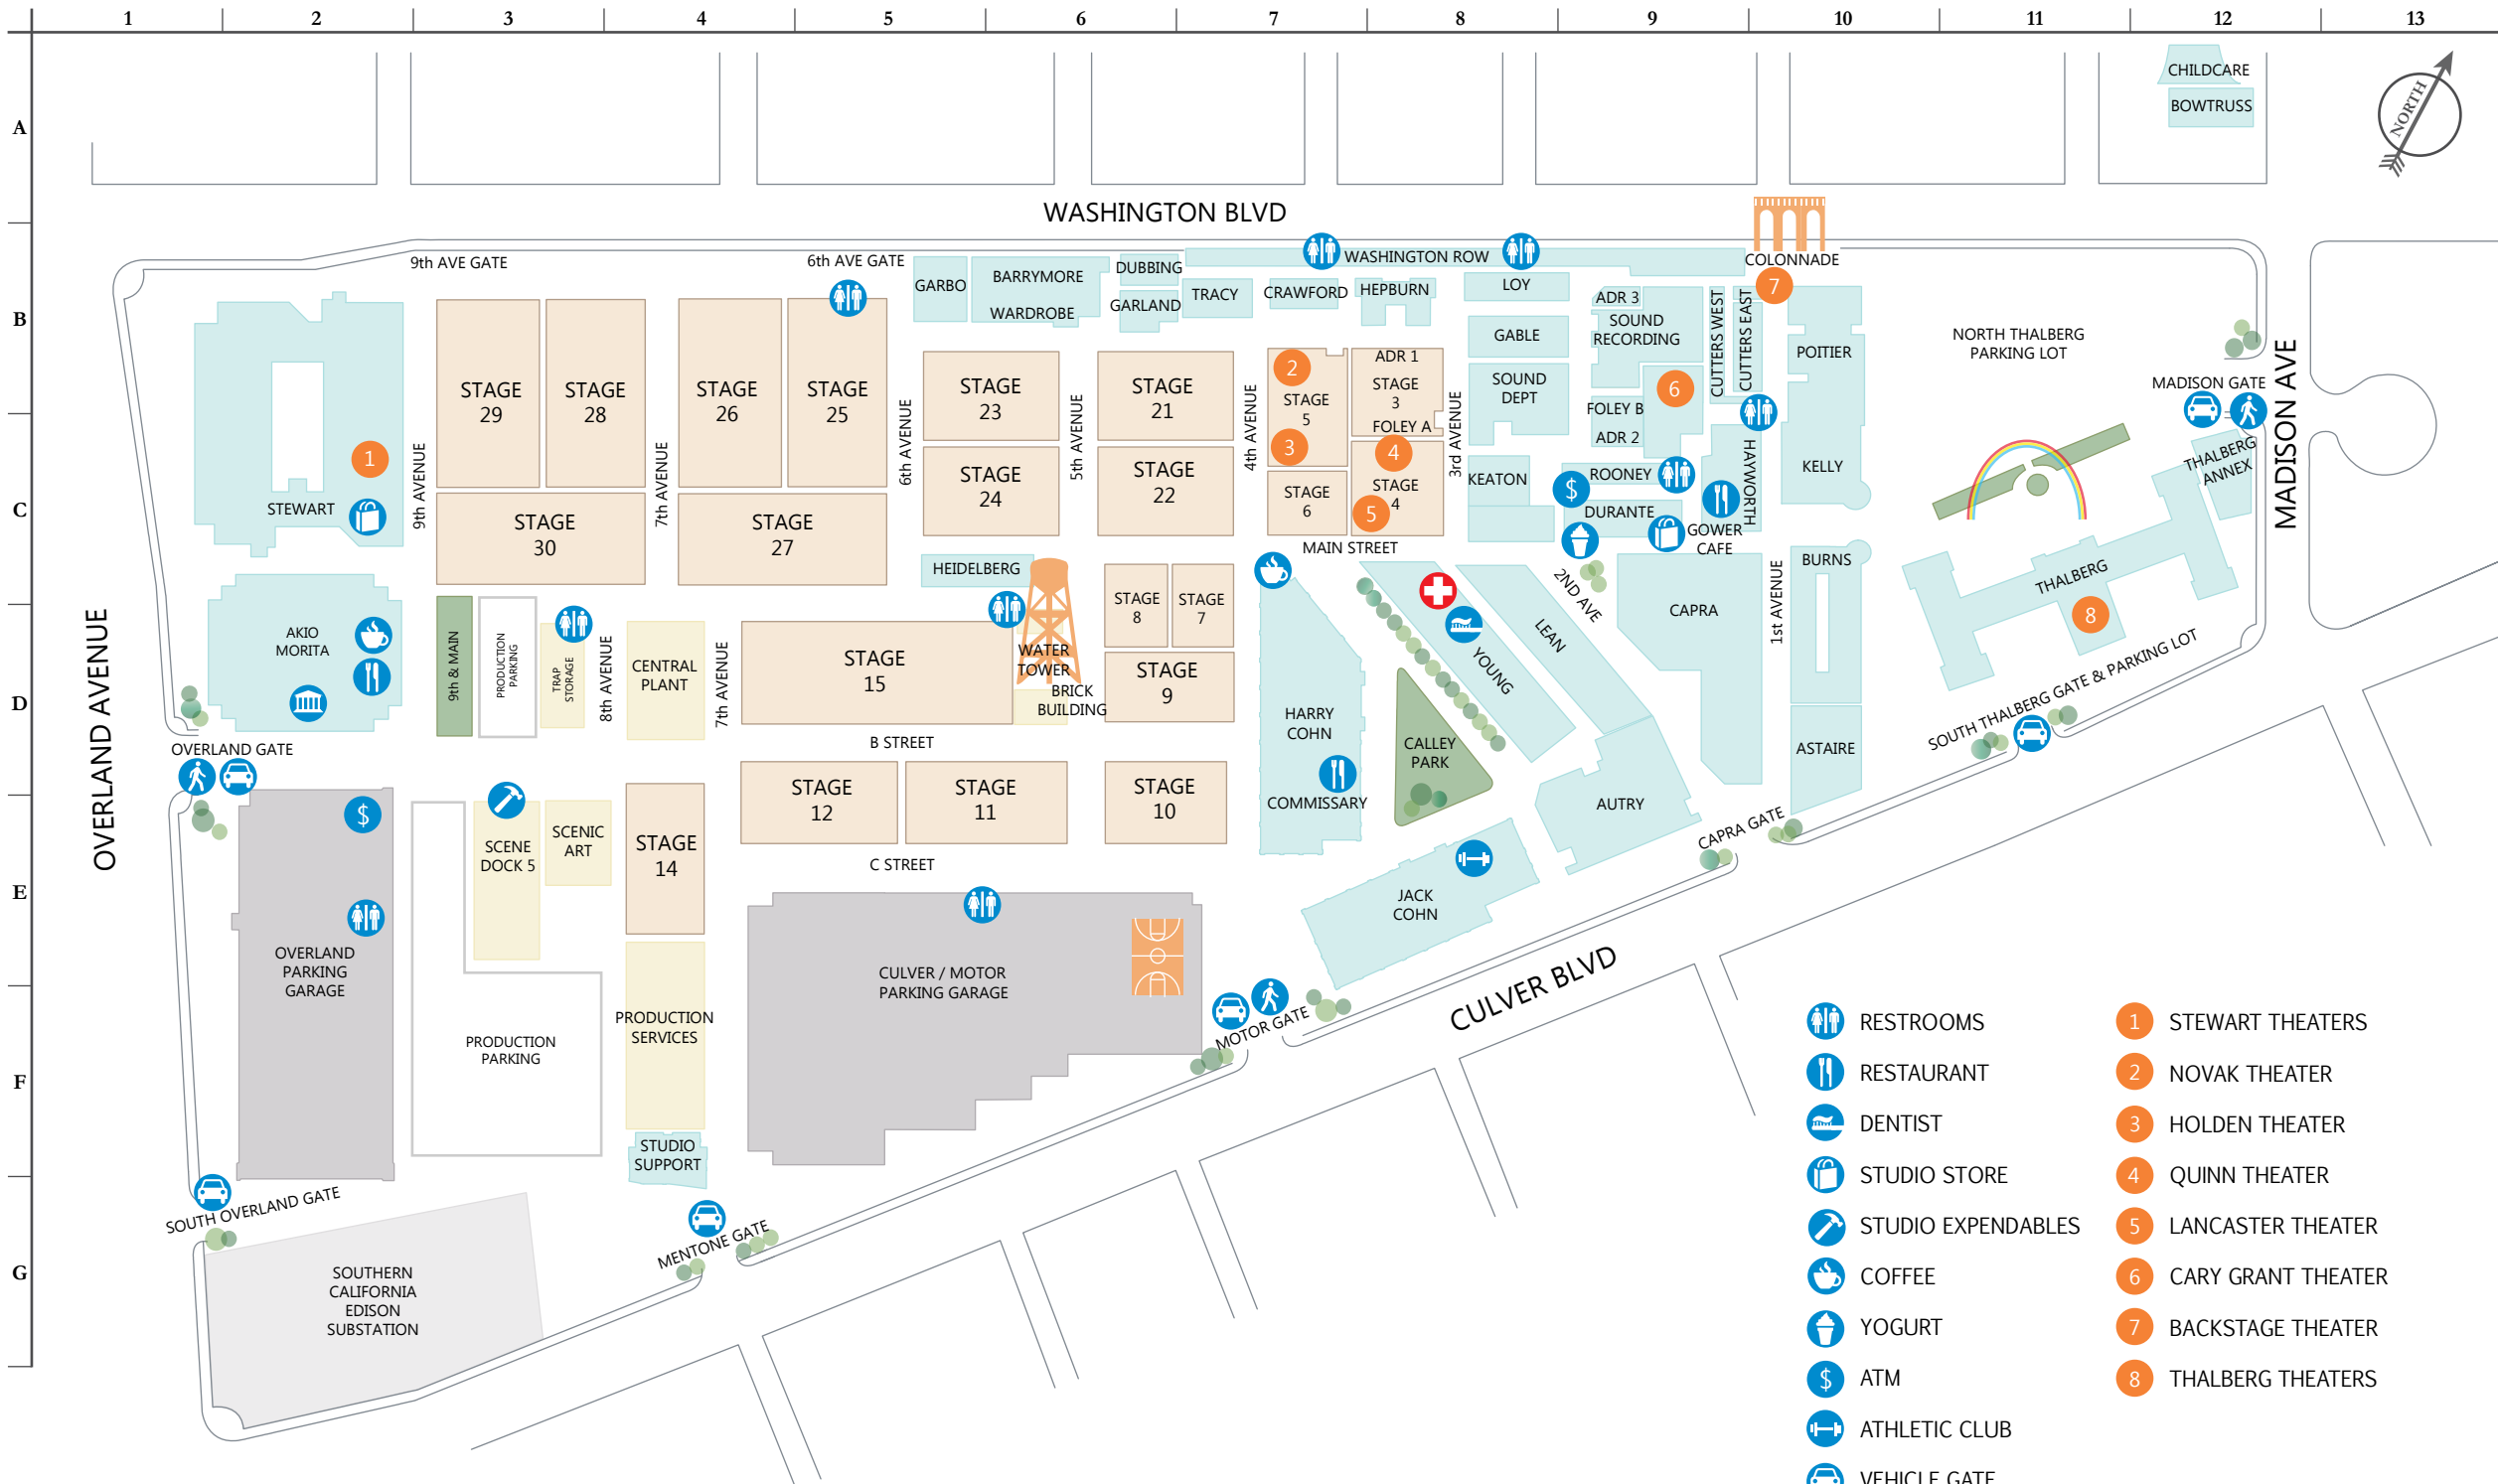 1 2 3 4 5 6 7 8 9 10 11 12 13
A
B
C
D
E
F
G
CHILDCARE
BOWTRUSS
NORTH
WASHINGTON BLVD
9th AVE GATE
6th AVE GATE
WASHINGTON ROW
COLONNADE
GARBO
BARRYMORE
WARDROBE
DUBBING
GARLAND
TRACY
CRAWFORD
HEPBURN
LOY
GABLE
SOUND
DEPT
ADR 3
SOUND
RECORDING
CUTTERS WEST
CUTTERS EAST
7
POITIER
NORTH THALBERG
PARKING LOT
MADISON GATE
MADISON AVE
STAGE
29
STAGE
28
STAGE
26
STAGE
25
STAGE
23
STAGE
21
2
STAGE
5
3
ADR 1
STAGE
3
FOLEY A
4
STAGE
4
5
STAGE
6
6
FOLEY B
ADR 2
1
STEWART
9th AVENUE
7th AVENUE
6th AVENUE
5th AVENUE
4th AVENUE
3rd AVENUE
STAGE
30
STAGE
27
STAGE
24
STAGE
22
KEATON
$
ROONEY
DURANTE
HAYWORTH
GOWER
CAFE
KELLY
THALBERG
ANNEX
MAIN STREET
HEIDELBERG
STAGE
8
STAGE
7
2ND AVE
CAPRA
1st AVENUE
BURNS
THALBERG
8
OVERLAND AVENUE
AKIO
MORITA
9th & MAIN
PRODUCTION
PARKING
TRAP
STORAGE
8th AVENUE
CENTRAL
PLANT
7th AVENUE
STAGE
15
WATER
TOWER
BRICK
BUILDING
STAGE
9
HARRY
COHN
COMMISSARY
YOUNG
LEAN
CALLEY
PARK
ASTAIRE
SOUTH THALBERG GATE & PARKING LOT
B STREET
OVERLAND GATE
$
SCENE
DOCK 5
SCENIC
ART
STAGE
14
STAGE
12
STAGE
11
STAGE
10
AUTRY
CAPRA GATE
C STREET
JACK
COHN
OVERLAND
PARKING
GARAGE
CULVER / MOTOR
PARKING GARAGE
CULVER BLVD
MOTOR GATE
PRODUCTION
PARKING
PRODUCTION
SERVICES
STUDIO
SUPPORT
SOUTH OVERLAND GATE
MENTONE GATE
SOUTHERN
CALIFORNIA
EDISON
SUBSTATION
RESTROOMS
RESTAURANT
DENTIST
STUDIO STORE
STUDIO EXPENDABLES
COFFEE
YOGURT
$ ATM
ATHLETIC CLUB
VEHICLE GATE
1 STEWART THEATERS
2 NOVAK THEATER
3 HOLDEN THEATER
4 QUINN THEATER
5 LANCASTER THEATER
6 CARY GRANT THEATER
7 BACKSTAGE THEATER
8 THALBERG THEATERS